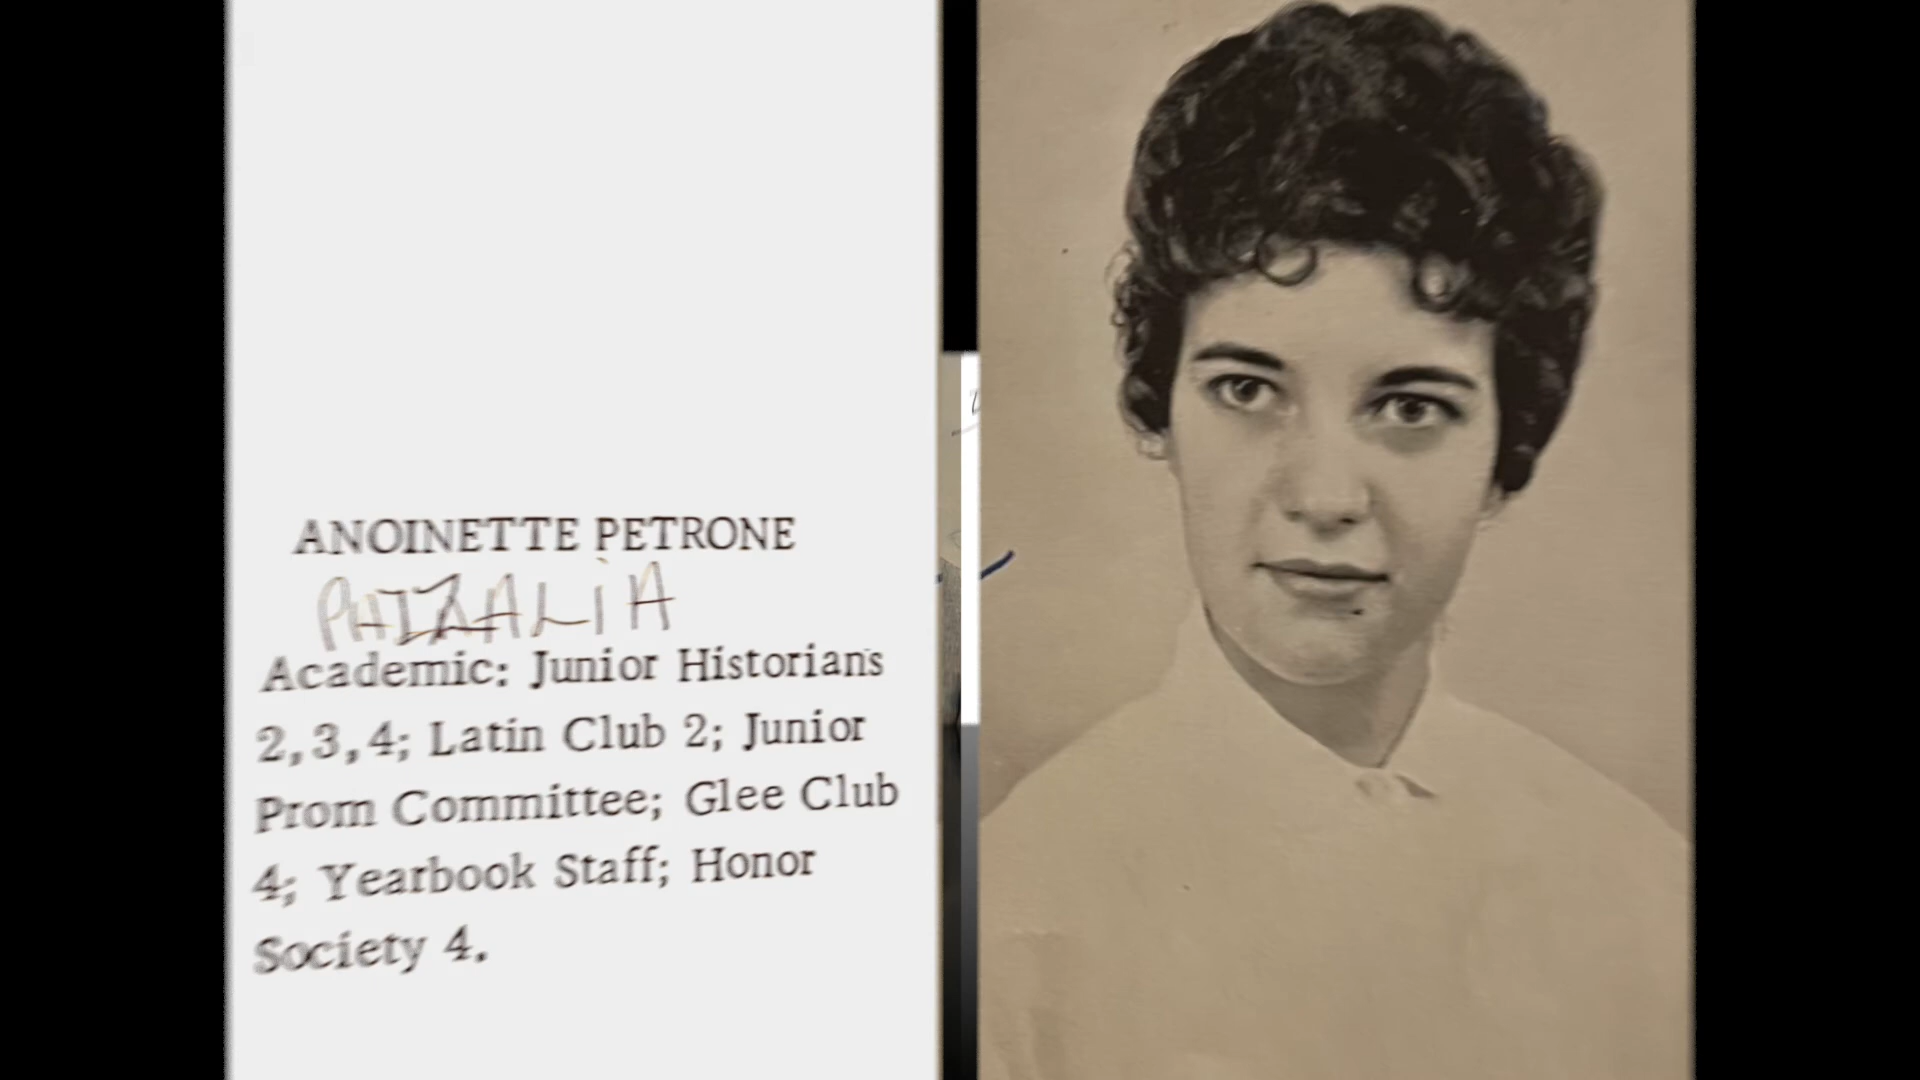 ANOINETTE PETRONE
Academic: Junior Historians
2,3,4; Latin Club 2; Junior
Prom Committee; Glee Club
4; Yearbook Staff; Honor
Society 4.